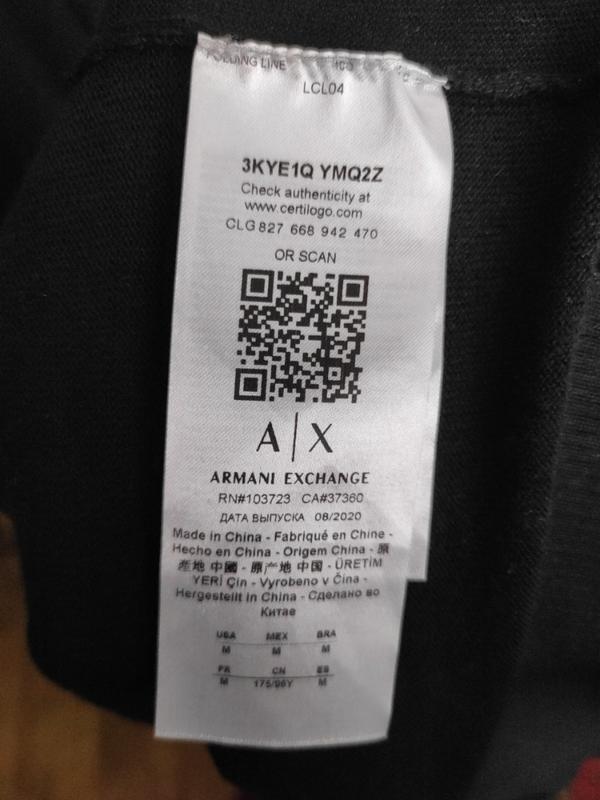 FOLDING LINE
LCL04
3KYE1Q YMQ2Z
Check authenticity at
www.certilogo.com
CLG 827 668 942 470
OR SCAN
A|X
ARMANI EXCHANGE
RN#103723 CA#37360
ДАТА ВЫПУСКА 08/2020
Made in China - Fabriqué en Chine -
Hecho en China - Origem China - 原
產地 中國 - 原产地 中国 - ÜRETİM
YERİ Çin - Vyrobeno v Čína -
Hergestellt in China - Сделано во
Китае
USA MEX BRA
M M M
FR CN ES
M 175/96Y M